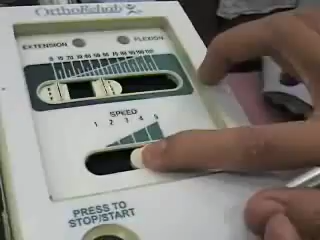 OrthoRehab
EXTENSION FLEXION
SPEED
1 2 3 4 5
PRESS TO
STOP/START